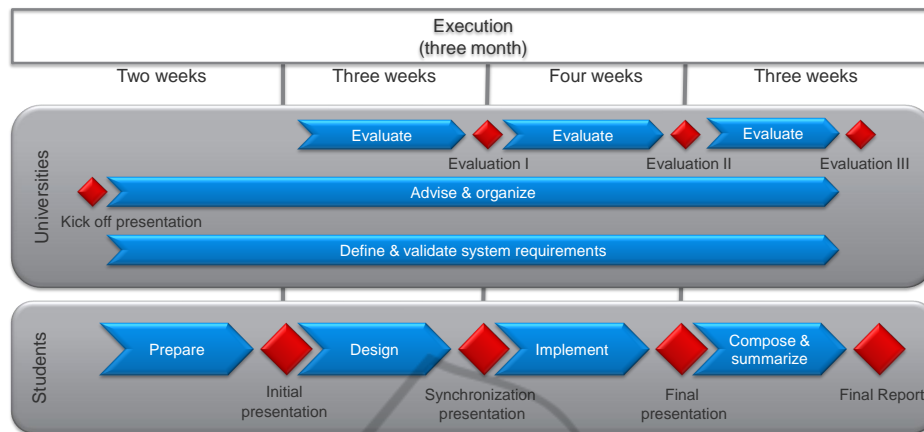 Execution
(three month)
Two weeks
Three weeks
Four weeks
Three weeks
Universities
Evaluate
Evaluate
Evaluate
Evaluation I
Evaluation II
Evaluation III
Advise & organize
Kick off presentation
Define & validate system requirements
Students
Prepare
Design
Implement
Compose &
summarize
Initial
presentation
Synchronization
presentation
Final
presentation
Final Report